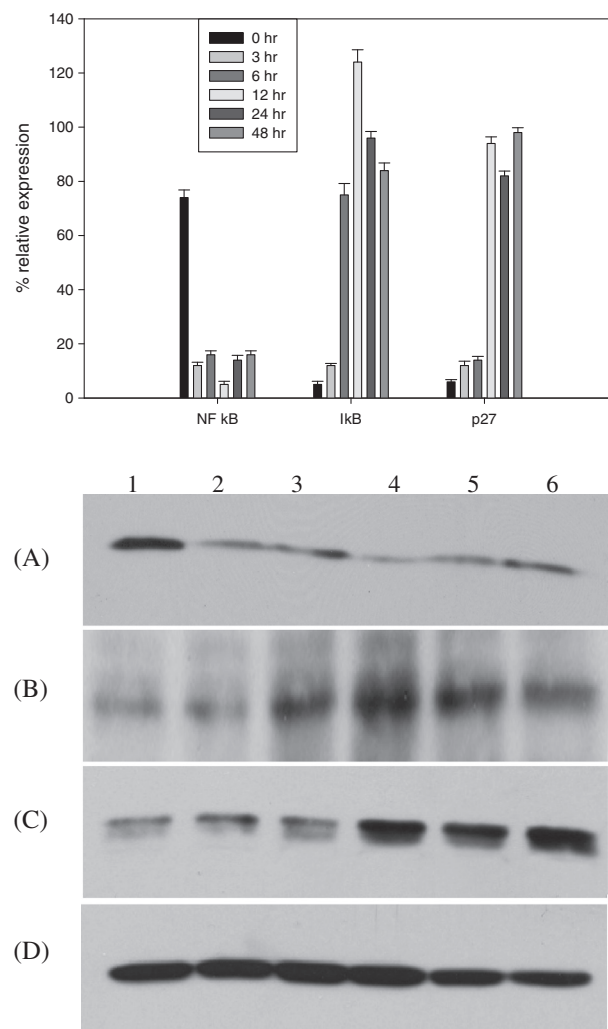 140
120
100
80
60
40
20
0
% relative expression
0 hr
3 hr
6 hr
12 hr
24 hr
48 hr
NF kB
IkB
p27
1 2 3 4 5 6
(A)
(B)
(C)
(D)